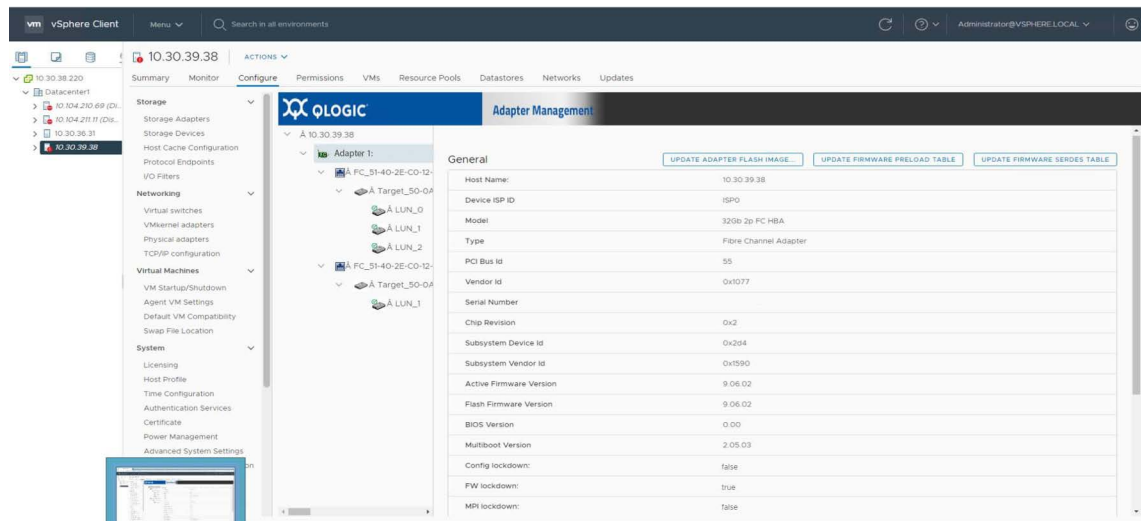 vm vSphere Client Menu Search in all environments Administrator@VSPHERE.LOCAL
10.30.39.38 ACTIONS
Summary Monitor Configure Permissions VMs Resource Pools Datastores Networks Updates
10.30.38.220
Datacenter1
10.104.210.69 (Di...
10.104.211.11 (Dis...
10.30.36.31
10.30.39.38
Storage
Storage Adapters
Storage Devices
Host Cache Configuration
Protocol Endpoints
I/O Filters
Networking
Virtual switches
VMkernel adapters
Physical adapters
TCP/IP configuration
Virtual Machines
VM Startup/Shutdown
Agent VM Settings
Default VM Compatibility
Swap File Location
System
Licensing
Host Profile
Time Configuration
Authentication Services
Certificate
Power Management
Advanced System Settings
on
QLOGIC Adapter Management
Â 10.30.39.38
Adapter 1:
Â FC_51-40-2E-C0-12-
Â Target_50-0A
Â LUN_0
Â LUN_1
Â LUN_2
Â FC_51-40-2E-C0-12-
Â Target_50-0A
Â LUN_1
General UPDATE ADAPTER FLASH IMAGE... UPDATE FIRMWARE PRELOAD TABLE UPDATE FIRMWARE SERDES TABLE
Host Name: 10.30.39.38
Device ISP ID ISP0
Model 32Gb 2p FC HBA
Type Fibre Channel Adapter
PCI Bus Id 55
Vendor Id 0x1077
Serial Number
Chip Revision 0x2
Subsystem Device Id 0x2d4
Subsystem Vendor Id 0x1590
Active Firmware Version 9.06.02
Flash Firmware Version 9.06.02
BIOS Version 0.00
Multiboot Version 2.05.03
Config lockdown: false
FW lockdown: true
MPI lockdown: false